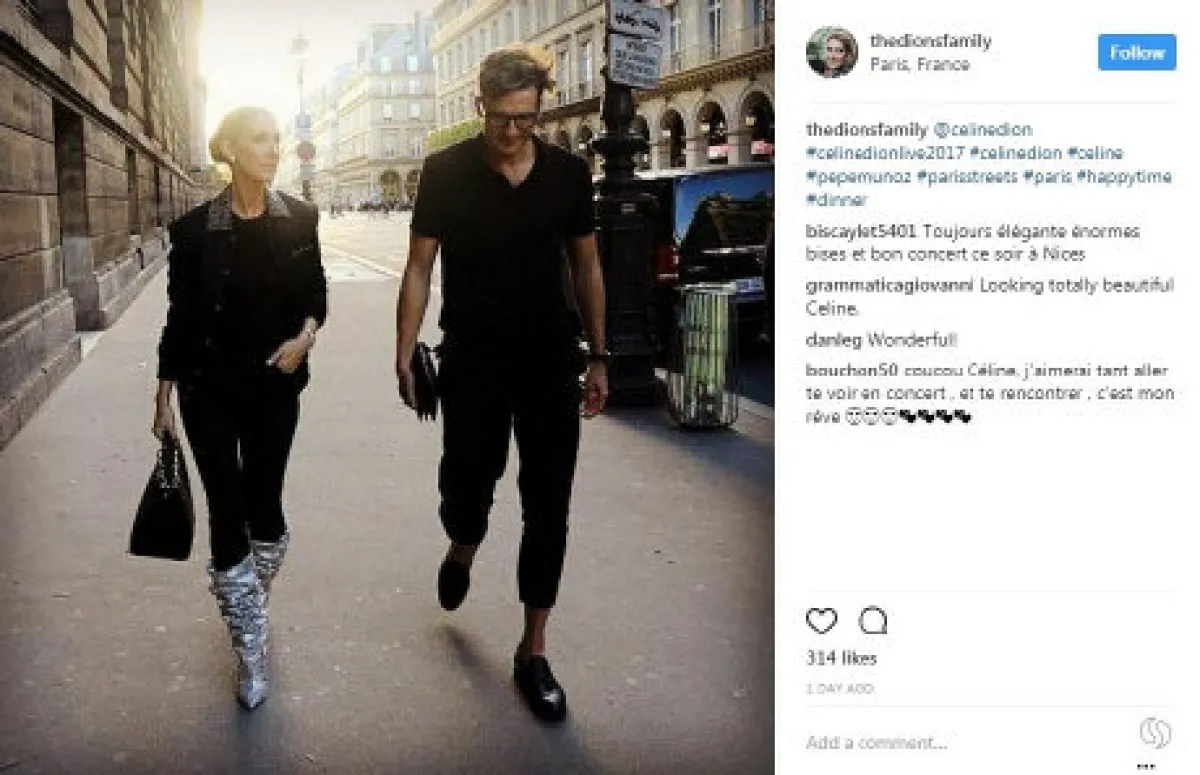 thedionsfamily
Paris, France
Follow
thedionsfamily @celinedion
#celinedionlive2017 #celinedion #celine
#pepemunoz #parisstreets #paris #happytime
#dinner
biscaylet5401 Toujours élégante énormes
bises et bon concert ce soir à Nices
grammaticagiovanni Looking totally beautiful
Celine.
danleg Wonderful!
bouchon50 coucou Céline, j'aimerai tant aller
te voir en concert , et te rencontrer , c'est mon
rêve
314 likes
1 DAY AGO
Add a comment...